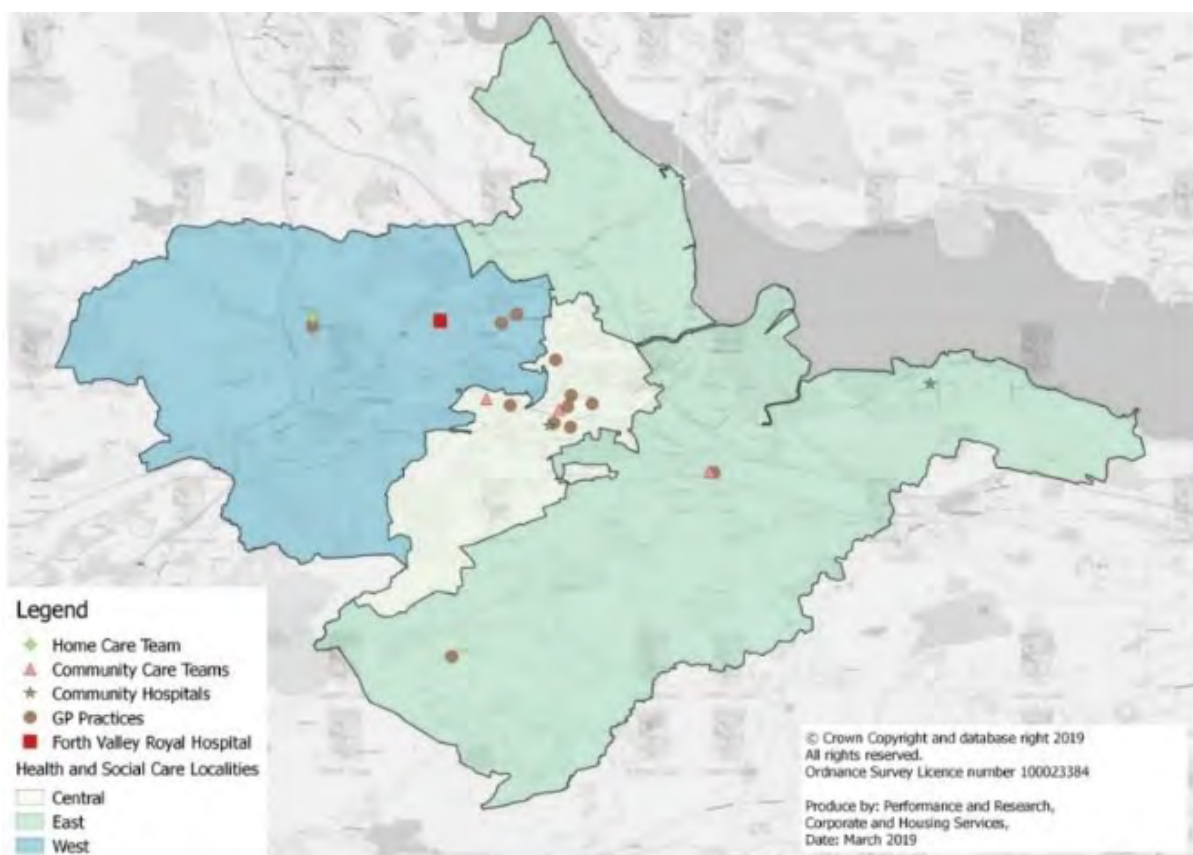 Legend
Home Care Team
Community Care Teams
Community Hospitals
GP Practices
Forth Valley Royal Hospital
Health and Social Care Localities
Central
East
West
© Crown Copyright and database right 2019
All rights reserved.
Ordnance Survey Licence number 100023384
Produce by: Performance and Research,
Corporate and Housing Services,
Date: March 2019